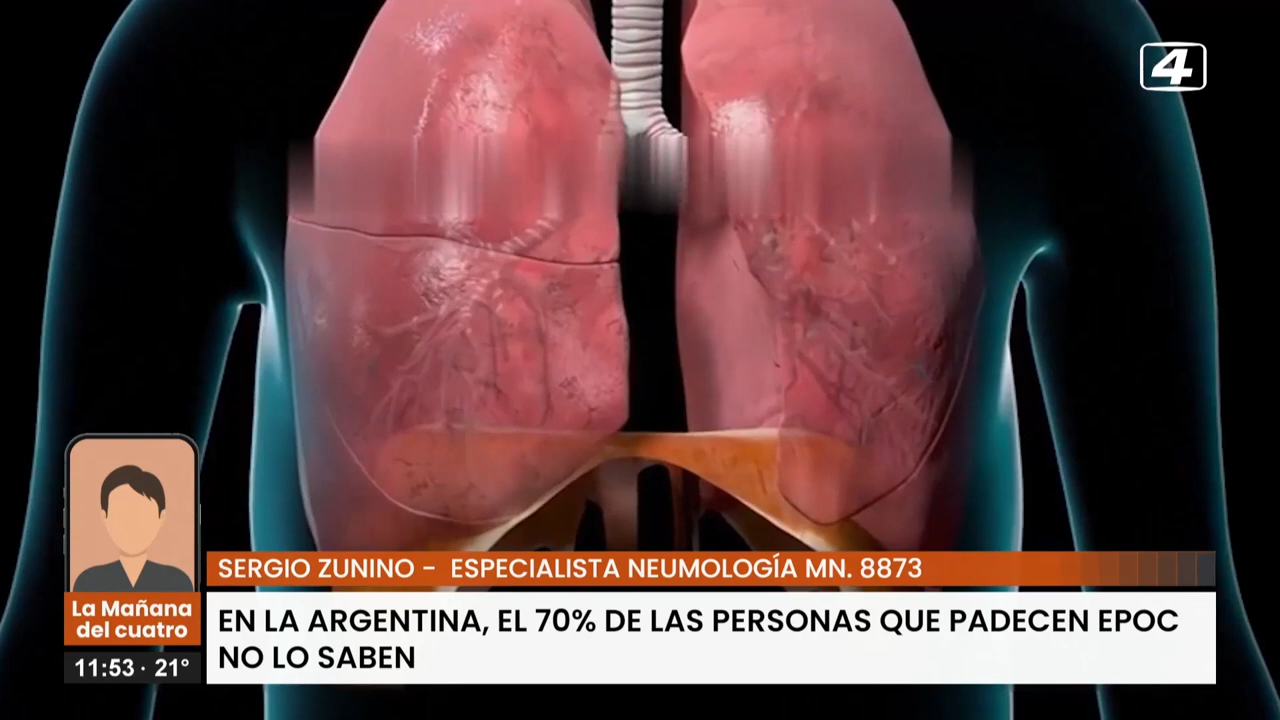 4
SERGIO ZUNINO - ESPECIALISTA NEUMOLOGÍA MN. 8873
La Mañana
del cuatro
EN LA ARGENTINA, EL 70% DE LAS PERSONAS QUE PADECEN EPOC
NO LO SABEN
11:53 · 21°